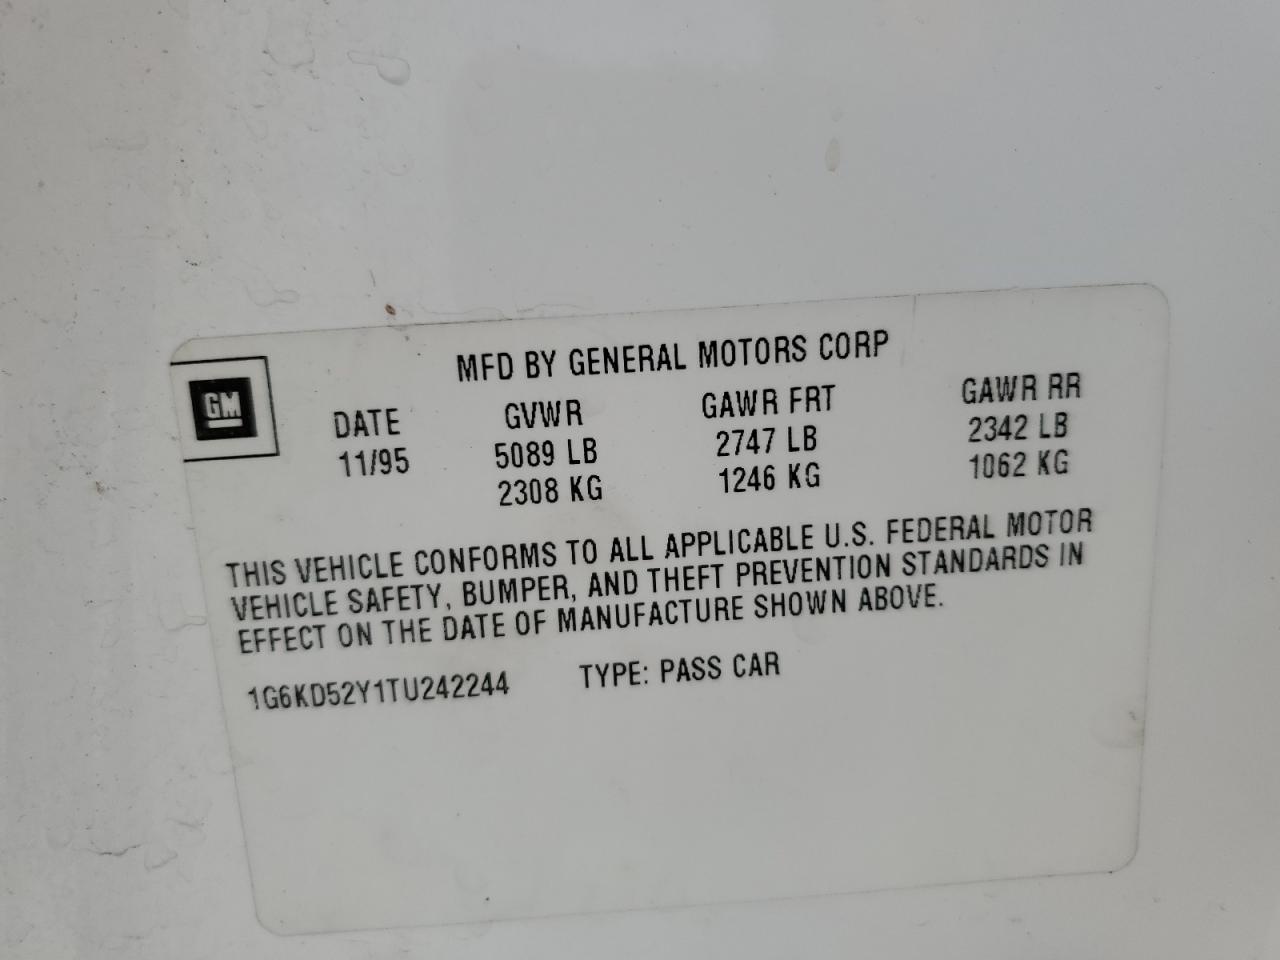 MFD BY GENERAL MOTORS CORP
GM
DATE GVWR GAWR FRT GAWR RR
11/95 5089 LB 2747 LB 2342 LB
2308 KG 1246 KG 1062 KG
THIS VEHICLE CONFORMS TO ALL APPLICABLE U.S. FEDERAL MOTOR
VEHICLE SAFETY, BUMPER, AND THEFT PREVENTION STANDARDS IN
EFFECT ON THE DATE OF MANUFACTURE SHOWN ABOVE.
1G6KD52Y1TU242244 TYPE: PASS CAR